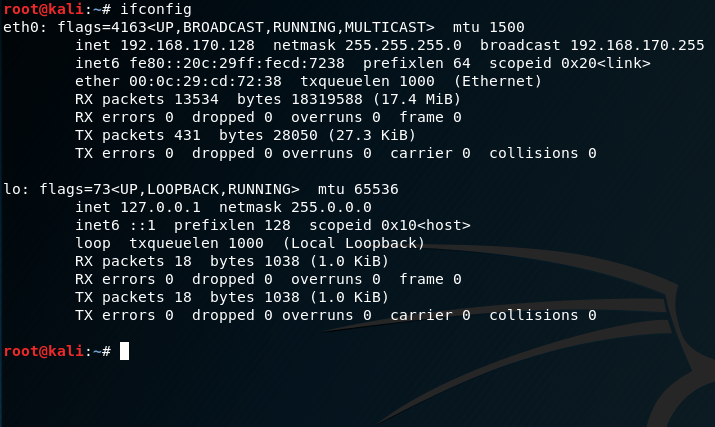 root@kali:~# ifconfig
eth0: flags=4163<UP,BROADCAST,RUNNING,MULTICAST>  mtu 1500
        inet 192.168.170.128  netmask 255.255.255.0  broadcast 192.168.170.255
        inet6 fe80::20c:29ff:fecd:7238  prefixlen 64  scopeid 0x20<link>
        ether 00:0c:29:cd:72:38  txqueuelen 1000  (Ethernet)
        RX packets 13534  bytes 18319588 (17.4 MiB)
        RX errors 0  dropped 0  overruns 0  frame 0
        TX packets 431  bytes 28050 (27.3 KiB)
        TX errors 0  dropped 0 overruns 0  carrier 0  collisions 0

lo: flags=73<UP,LOOPBACK,RUNNING>  mtu 65536
        inet 127.0.0.1  netmask 255.0.0.0
        inet6 ::1  prefixlen 128  scopeid 0x10<host>
        loop  txqueuelen 1000  (Local Loopback)
        RX packets 18  bytes 1038 (1.0 KiB)
        RX errors 0  dropped 0  overruns 0  frame 0
        TX packets 18  bytes 1038 (1.0 KiB)
        TX errors 0  dropped 0 overruns 0  carrier 0  collisions 0

root@kali:~#